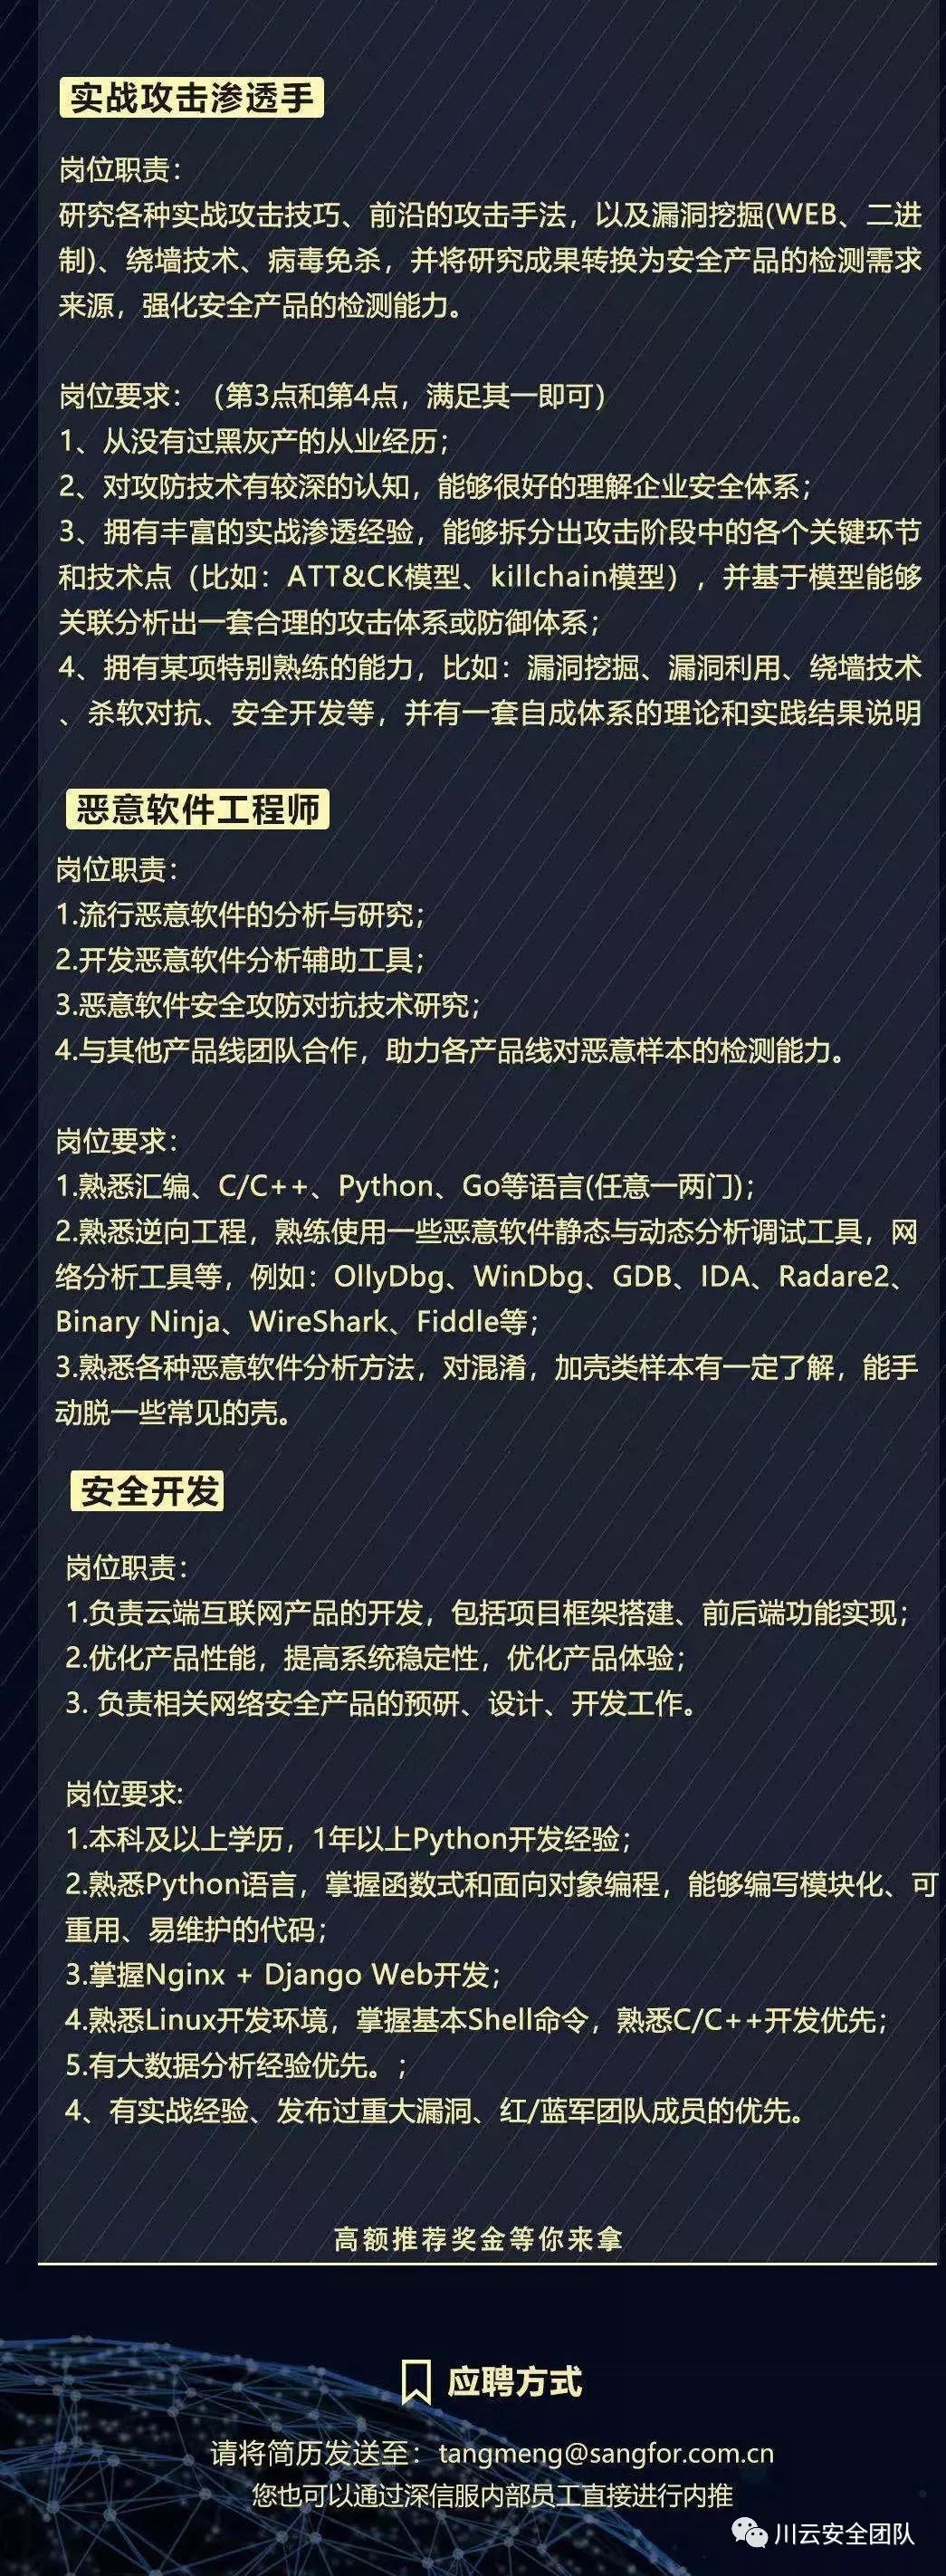 实战攻击渗透手
岗位职责：
研究各种实战攻击技巧、前沿的攻击手法，以及漏洞挖掘(WEB、二进
制)、绕墙技术、病毒免杀，并将研究成果转换为安全产品的检测需求
来源，强化安全产品的检测能力。
岗位要求：（第3点和第4点，满足其一即可）
1、从没有过黑灰产的从业经历；
2、对攻防技术有较深的认知，能够很好的理解企业安全体系；
3、拥有丰富的实战渗透经验，能够拆分出攻击阶段中的各个关键环节
和技术点（比如：ATT&CK模型、killchain模型），并基于模型能够
关联分析出一套合理的攻击体系或防御体系；
4、拥有某项特别熟练的能力，比如：漏洞挖掘、漏洞利用、绕墙技术
、杀软对抗、安全开发等，并有一套自成体系的理论和实践结果说明
恶意软件工程师
岗位职责：
1.流行恶意软件的分析与研究；
2.开发恶意软件分析辅助工具；
3.恶意软件安全攻防对抗技术研究；
4.与其他产品线团队合作，助力各产品线对恶意样本的检测能力。
岗位要求：
1.熟悉汇编、C/C++、Python、Go等语言(任意一两门)；
2.熟悉逆向工程，熟练使用一些恶意软件静态与动态分析调试工具，网
络分析工具等，例如：OllyDbg、WinDbg、GDB、IDA、Radare2、
Binary Ninja、WireShark、Fiddle等；
3.熟悉各种恶意软件分析方法，对混淆，加壳类样本有一定了解，能手
动脱一些常见的壳。
安全开发
岗位职责：
1.负责云端互联网产品的开发，包括项目框架搭建、前后端功能实现；
2.优化产品性能，提高系统稳定性，优化产品体验；
3. 负责相关网络安全产品的预研、设计、开发工作。
岗位要求:
1.本科及以上学历，1年以上Python开发经验；
2.熟悉Python语言，掌握函数式和面向对象编程，能够编写模块化、可
重用、易维护的代码；
3.掌握Nginx + Django Web开发；
4.熟悉Linux开发环境，掌握基本Shell命令，熟悉C/C++开发优先；
5.有大数据分析经验优先。；
4、有实战经验、发布过重大漏洞、红/蓝军团队成员的优先。
高额推荐奖金等你来拿
应聘方式
请将简历发送至：tangmeng@sangfor.com.cn
您也可以通过深信服内部员工直接进行内推
川云安全团队